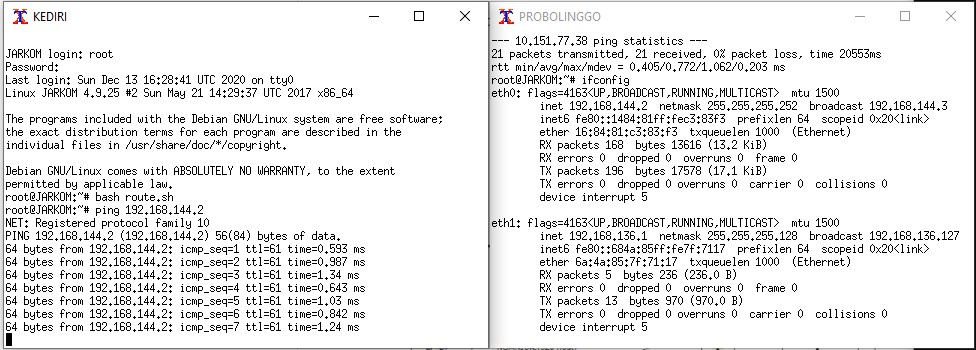 KEDIRI
JARKOM login: root
Password:
Last login: Sun Dec 13 16:28:41 UTC 2020 on tty0
Linux JARKOM 4.9.25 #2 Sun May 21 14:29:37 UTC 2017 x86_64
The programs included with the Debian GNU/Linux system are free software;
the exact distribution terms for each program are described in the
individual files in /usr/share/doc/*/copyright.
Debian GNU/Linux comes with ABSOLUTELY NO WARRANTY, to the extent
permitted by applicable law.
root@JARKOM:~# bash route.sh
root@JARKOM:~# ping 192.168.144.2
NET: Registered protocol family 10
PING 192.168.144.2 (192.168.144.2) 56(84) bytes of data.
64 bytes from 192.168.144.2: icmp_seq=1 ttl=61 time=0.593 ms
64 bytes from 192.168.144.2: icmp_seq=2 ttl=61 time=0.987 ms
64 bytes from 192.168.144.2: icmp_seq=3 ttl=61 time=1.34 ms
64 bytes from 192.168.144.2: icmp_seq=4 ttl=61 time=0.643 ms
64 bytes from 192.168.144.2: icmp_seq=5 ttl=61 time=1.03 ms
64 bytes from 192.168.144.2: icmp_seq=6 ttl=61 time=0.842 ms
64 bytes from 192.168.144.2: icmp_seq=7 ttl=61 time=1.24 ms
PROBOLINGGO
--- 10.151.77.38 ping statistics ---
21 packets transmitted, 21 received, 0% packet loss, time 20553ms
rtt min/avg/max/mdev = 0.405/0.772/1.062/0.203 ms
root@JARKOM:~# ifconfig
eth0: flags=4163<UP,BROADCAST,RUNNING,MULTICAST> mtu 1500
inet 192.168.144.2 netmask 255.255.255.252 broadcast 192.168.144.3
inet6 fe80::1484:81ff:fec3:83f3 prefixlen 64 scopeid 0x20<link>
ether 16:84:81:c3:83:f3 txqueuelen 1000 (Ethernet)
RX packets 168 bytes 13616 (13.2 KiB)
RX errors 0 dropped 0 overruns 0 frame 0
TX packets 196 bytes 17578 (17.1 KiB)
TX errors 0 dropped 0 overruns 0 carrier 0 collisions 0
device interrupt 5
eth1: flags=4163<UP,BROADCAST,RUNNING,MULTICAST> mtu 1500
inet 192.168.136.1 netmask 255.255.255.128 broadcast 192.168.136.127
inet6 fe80::684a:85ff:fe7f:7117 prefixlen 64 scopeid 0x20<link>
ether 6a:4a:85:7f:71:17 txqueuelen 1000 (Ethernet)
RX packets 5 bytes 236 (236.0 B)
RX errors 0 dropped 0 overruns 0 frame 0
TX packets 13 bytes 970 (970.0 B)
TX errors 0 dropped 0 overruns 0 carrier 0 collisions 0
device interrupt 5